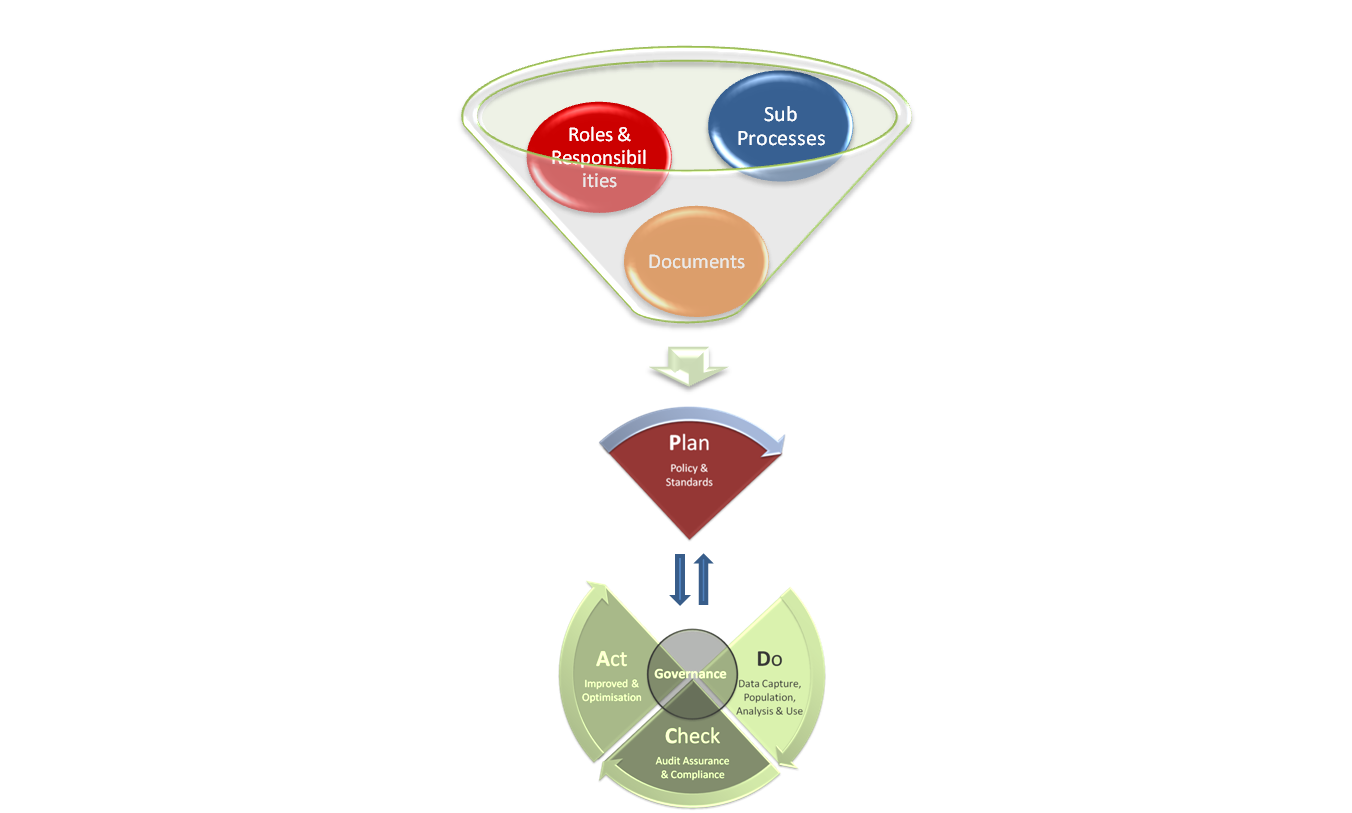 Sub
Processes
Roles &
Responsibil
ities
Documents
Plan
Policy &
Standards
Act
Improved &
Optimisation
Governance
Do
Data Capture,
Population,
Analysis & Use
Check
Audit Assurance
& Compliance